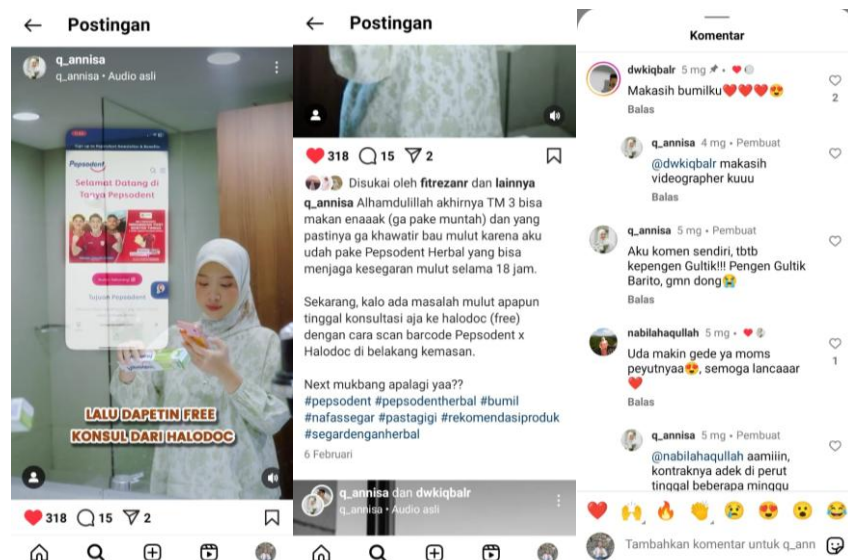 Postingan
q_annisa
q_annisa • Audio asli
Pepsodent
Selamat Datang di
Tanya Pepsodent
Tujuan Pepsodent
LALU DAPETIN FREE
KONSUL DARI HALODOC
318 15 2
Postingan
318 15 2
Disukai oleh fitrezanr dan lainnya
q_annisa Alhamdulillah akhirnya TM 3 bisa
makan enaaak (ga pake muntah) dan yang
pastinya ga khawatir bau mulut karena aku
udah pake Pepsodent Herbal yang bisa
menjaga kesegaran mulut selama 18 jam.
Sekarang, kalo ada masalah mulut apapun
tinggal konsultasi aja ke halodoc (free)
dengan cara scan barcode Pepsodent x
Halodoc di belakang kemasan.
Next mukbang apalagi yaa??
#pepsodent #pepsodentherbal #bumil
#nafassegar #pastagigi #rekomendasiproduk
#segardenganherbal
6 Februari
q_annisa dan dwkiqbalr
q_annisa • Audio asli
Komentar
dwkiqbalr 5 mg
Makasih bumilku❤️❤️❤️😍
2
Balas
q_annisa 4 mg • Pembuat
@dwkiqbalr makasih
videographer kuuu
Balas
q_annisa 5 mg • Pembuat
Aku komen sendiri, tbtb
kepengen Gultik!!! Pengen Gultik
Barito, gmn dong😭
Balas
nabilahaqullah 5 mg
Uda makin gede ya moms
peyutnyaa😍, semoga lancaaar
❤️
1
Balas
q_annisa 5 mg • Pembuat
@nabilahaqullah aamiiin,
kontraknya adek di perut
tinggal beberapa minggu
Tambahkan komentar untuk q_ann